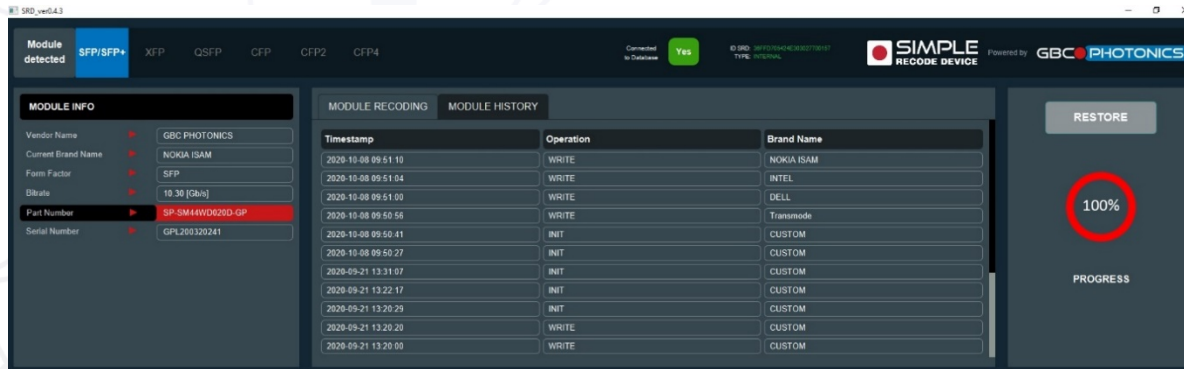 SRD_ver0.4.3
Module detected
SFP/SFP+
XFP
QSFP
CFP
CFP2
CFP4
Connected to Database
Yes
ID SRD:
TYPE: INTERNAL
SIMPLE
RECODE DEVICE
Powered by GBC PHOTONICS
MODULE INFO
Vendor Name GBC PHOTONICS
Current Brand Name NOKIA ISAM
Form Factor SFP
Bitrate 10.30 [Gb/s]
Part Number SP-SM44WD020D-GP
Serial Number GPL200320241
MODULE RECODING MODULE HISTORY
Timestamp Operation Brand Name
2020-10-08 09:51:10 WRITE NOKIA ISAM
2020-10-08 09:51:04 WRITE INTEL
2020-10-08 09:51:00 WRITE DELL
2020-10-08 09:50:56 WRITE Transmode
2020-10-08 09:50:41 INIT CUSTOM
2020-10-08 09:50:27 INIT CUSTOM
2020-09-21 13:31:07 INIT CUSTOM
2020-09-21 13:22:17 INIT CUSTOM
2020-09-21 13:20:29 INIT CUSTOM
2020-09-21 13:20:20 WRITE CUSTOM
2020-09-21 13:20:00 WRITE CUSTOM
RESTORE
100%
PROGRESS